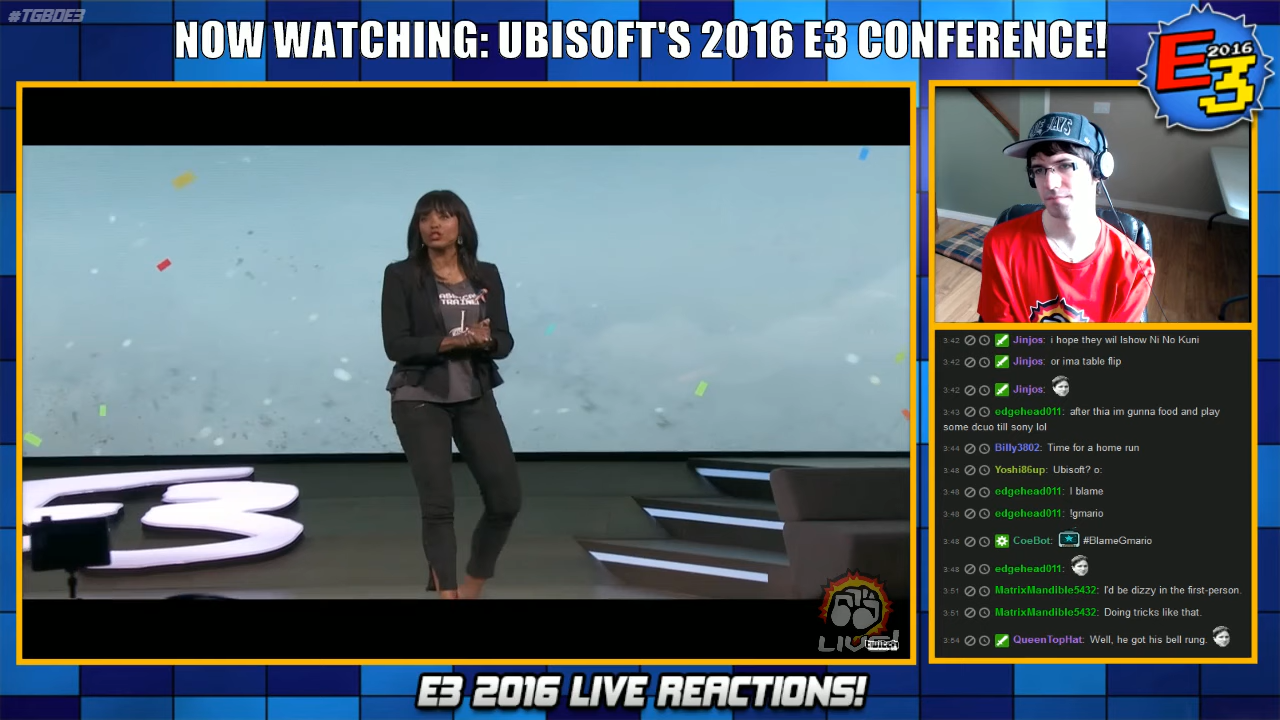 #TGBDE3
NOW WATCHING: UBISOFT'S 2016 E3 CONFERENCE!
E3 2016
JAYS
TRAINER
E3
LIVE!
twitch
3:42 Jinjos: i hope they wil lshow Ni No Kuni
3:42 Jinjos: or ima table flip
3:42 Jinjos:
3:43 edgehead011: after thia im gunna food and play
some dcuo till sony lol
3:44 Billy3802: Time for a home run
3:48 Yoshi86up: Ubisoft? o:
3:48 edgehead011: I blame
3:48 edgehead011: !gmario
3:48 CoeBot: #BlameGmario
3:48 edgehead011:
3:51 MatrixMandible5432: I'd be dizzy in the first-person.
3:51 MatrixMandible5432: Doing tricks like that.
3:54 QueenTopHat: Well, he got his bell rung.
E3 2016 LIVE REACTIONS!